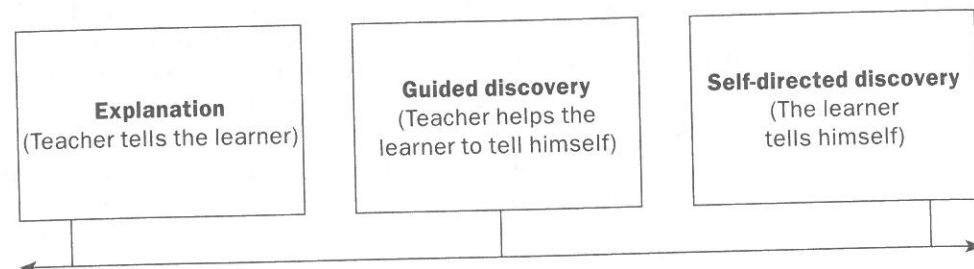 Explanation
(Teacher tells the learner)
Guided discovery
(Teacher helps the
learner to tell himself)
Self-directed discovery
(The learner
tells himself)